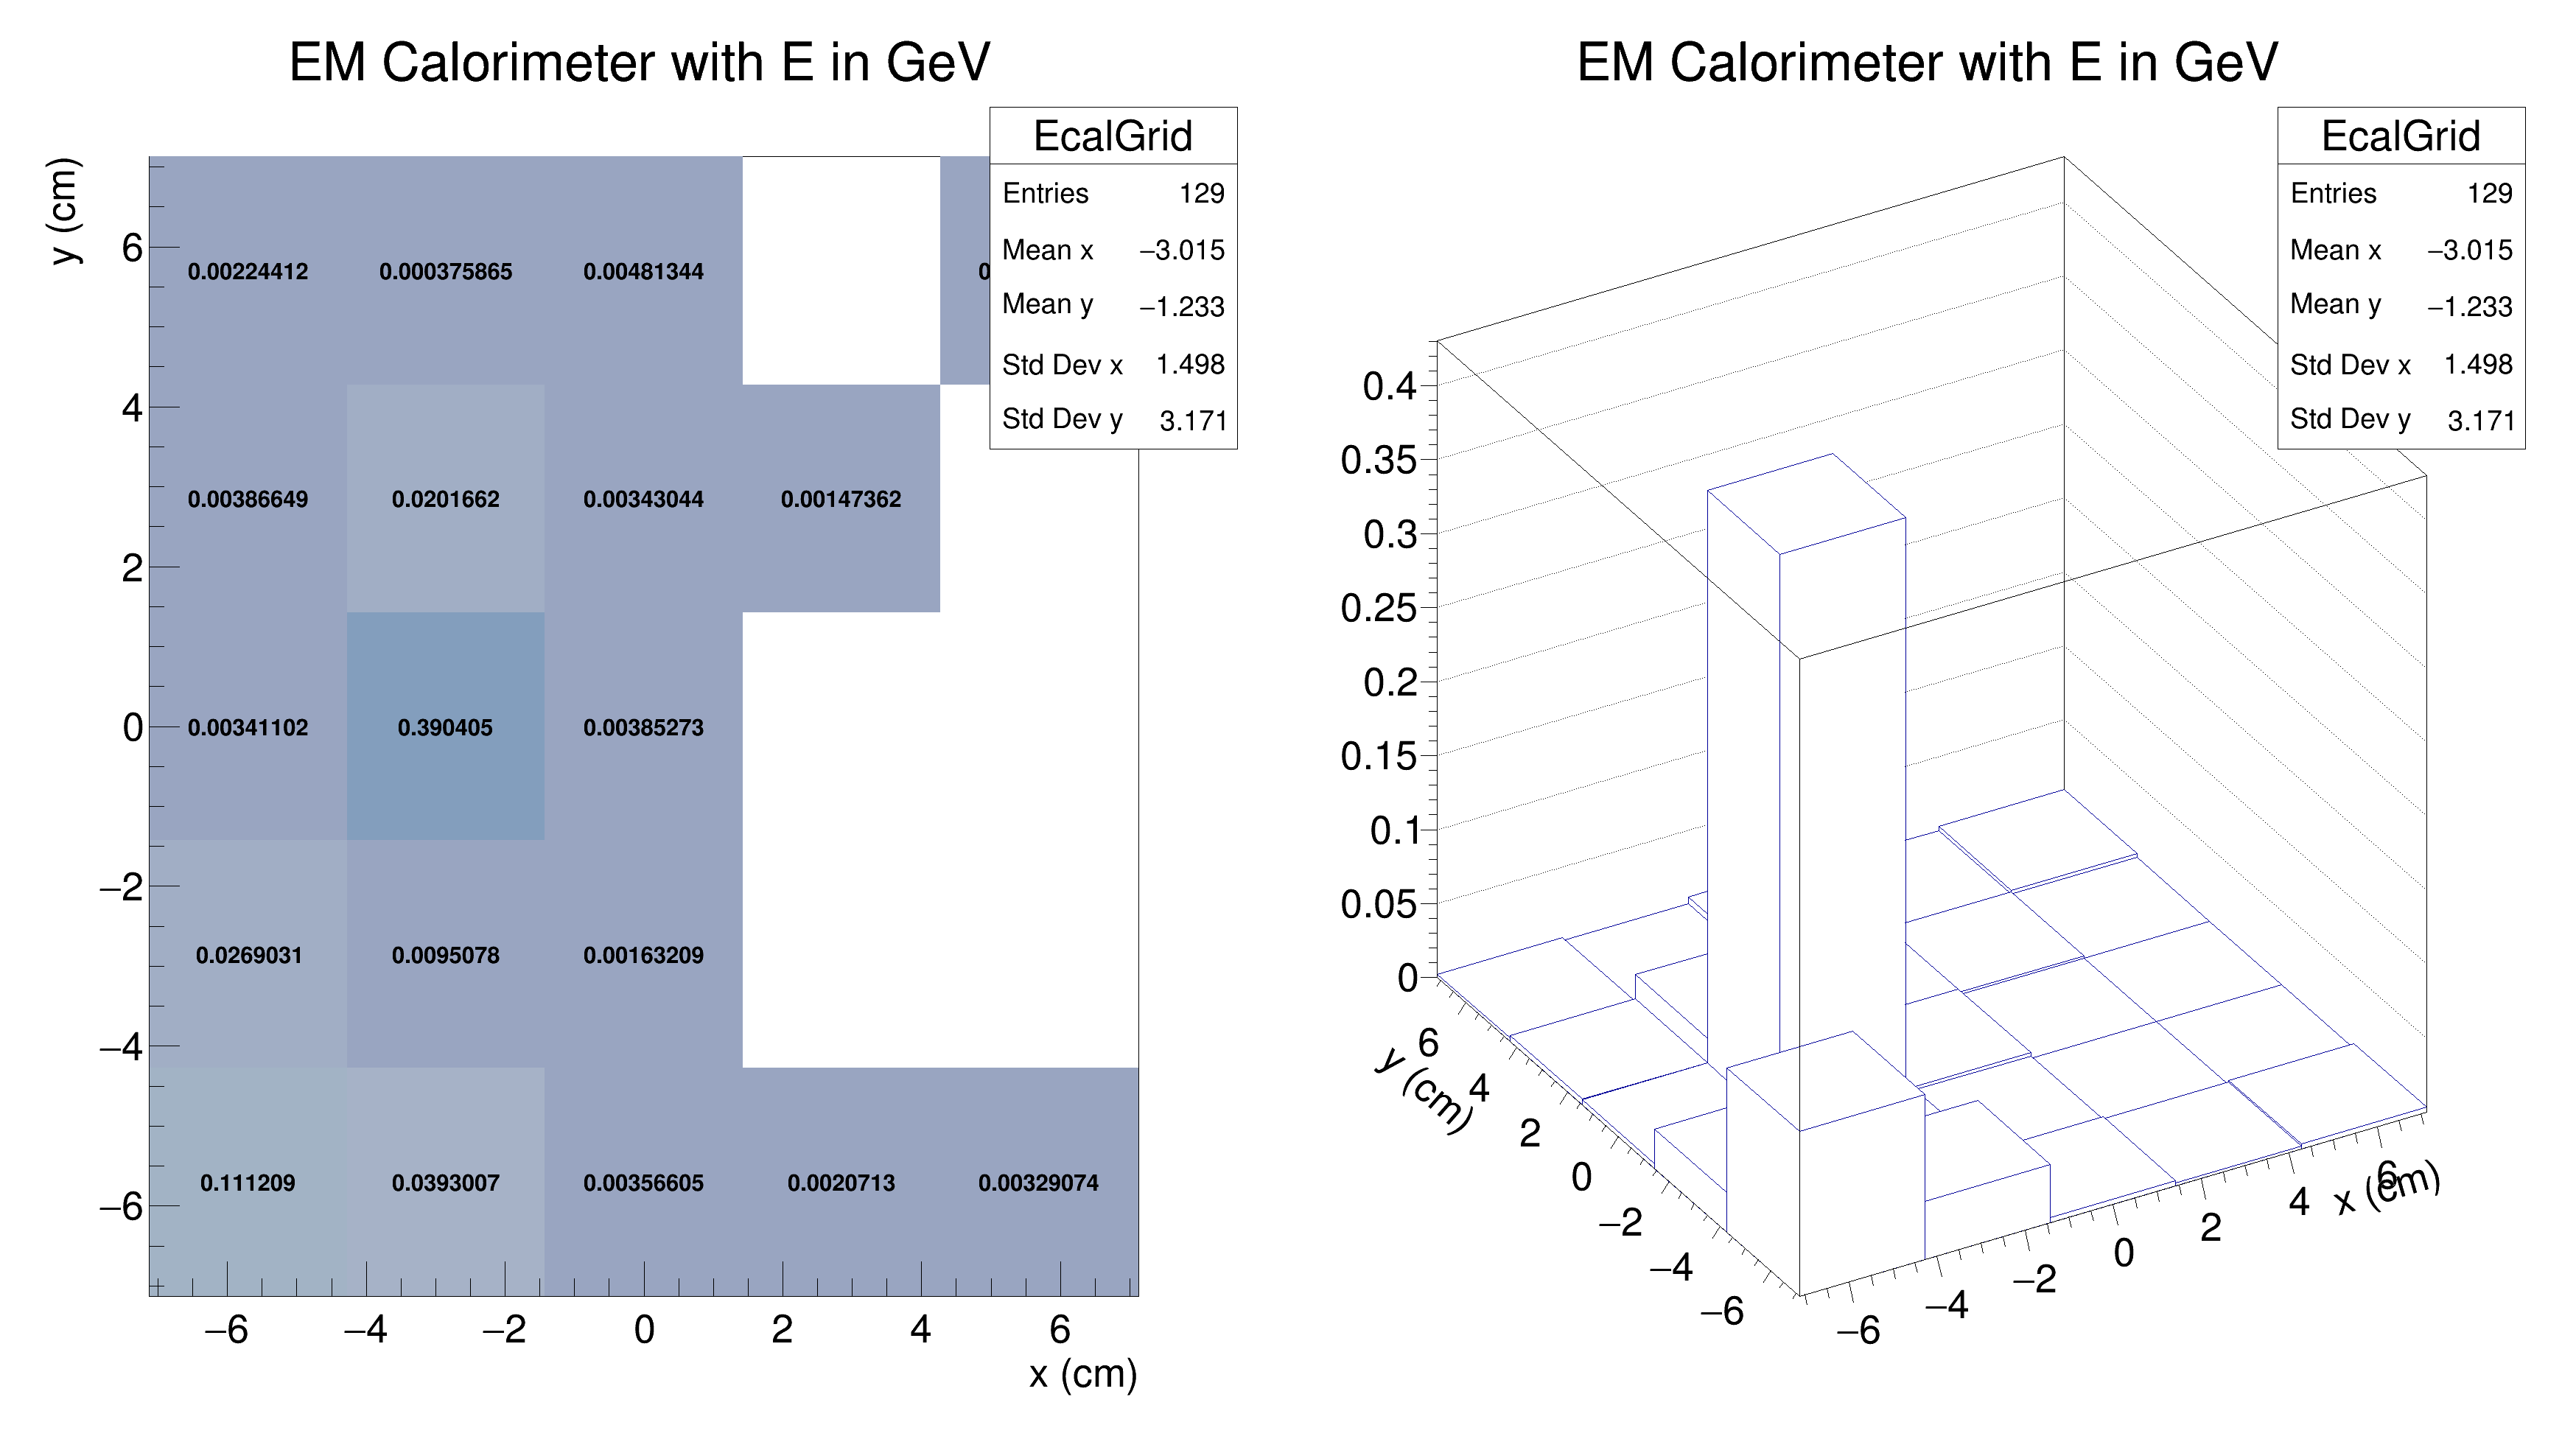 EM Calorimeter with E in GeV
EcalGrid
Entries 129
Mean x −3.015
Mean y −1.233
Std Dev x 1.498
Std Dev y 3.171
y (cm)
6
4
2
0
−2
−4
−6
0.00224412 0.000375865 0.00481344 0
0.00386649 0.0201662 0.00343044 0.00147362
0.00341102 0.390405 0.00385273
0.0269031 0.0095078 0.00163209
0.111209 0.0393007 0.00356605 0.0020713 0.00329074
−6 −4 −2 0 2 4 6
x (cm)
EM Calorimeter with E in GeV
EcalGrid
Entries 129
Mean x −3.015
Mean y −1.233
Std Dev x 1.498
Std Dev y 3.171
0.4
0.35
0.3
0.25
0.2
0.15
0.1
0.05
0
y (cm)
6
4
2
0
−2
−4
−6
−6 −4 −2 0 2 4 6
x (cm)